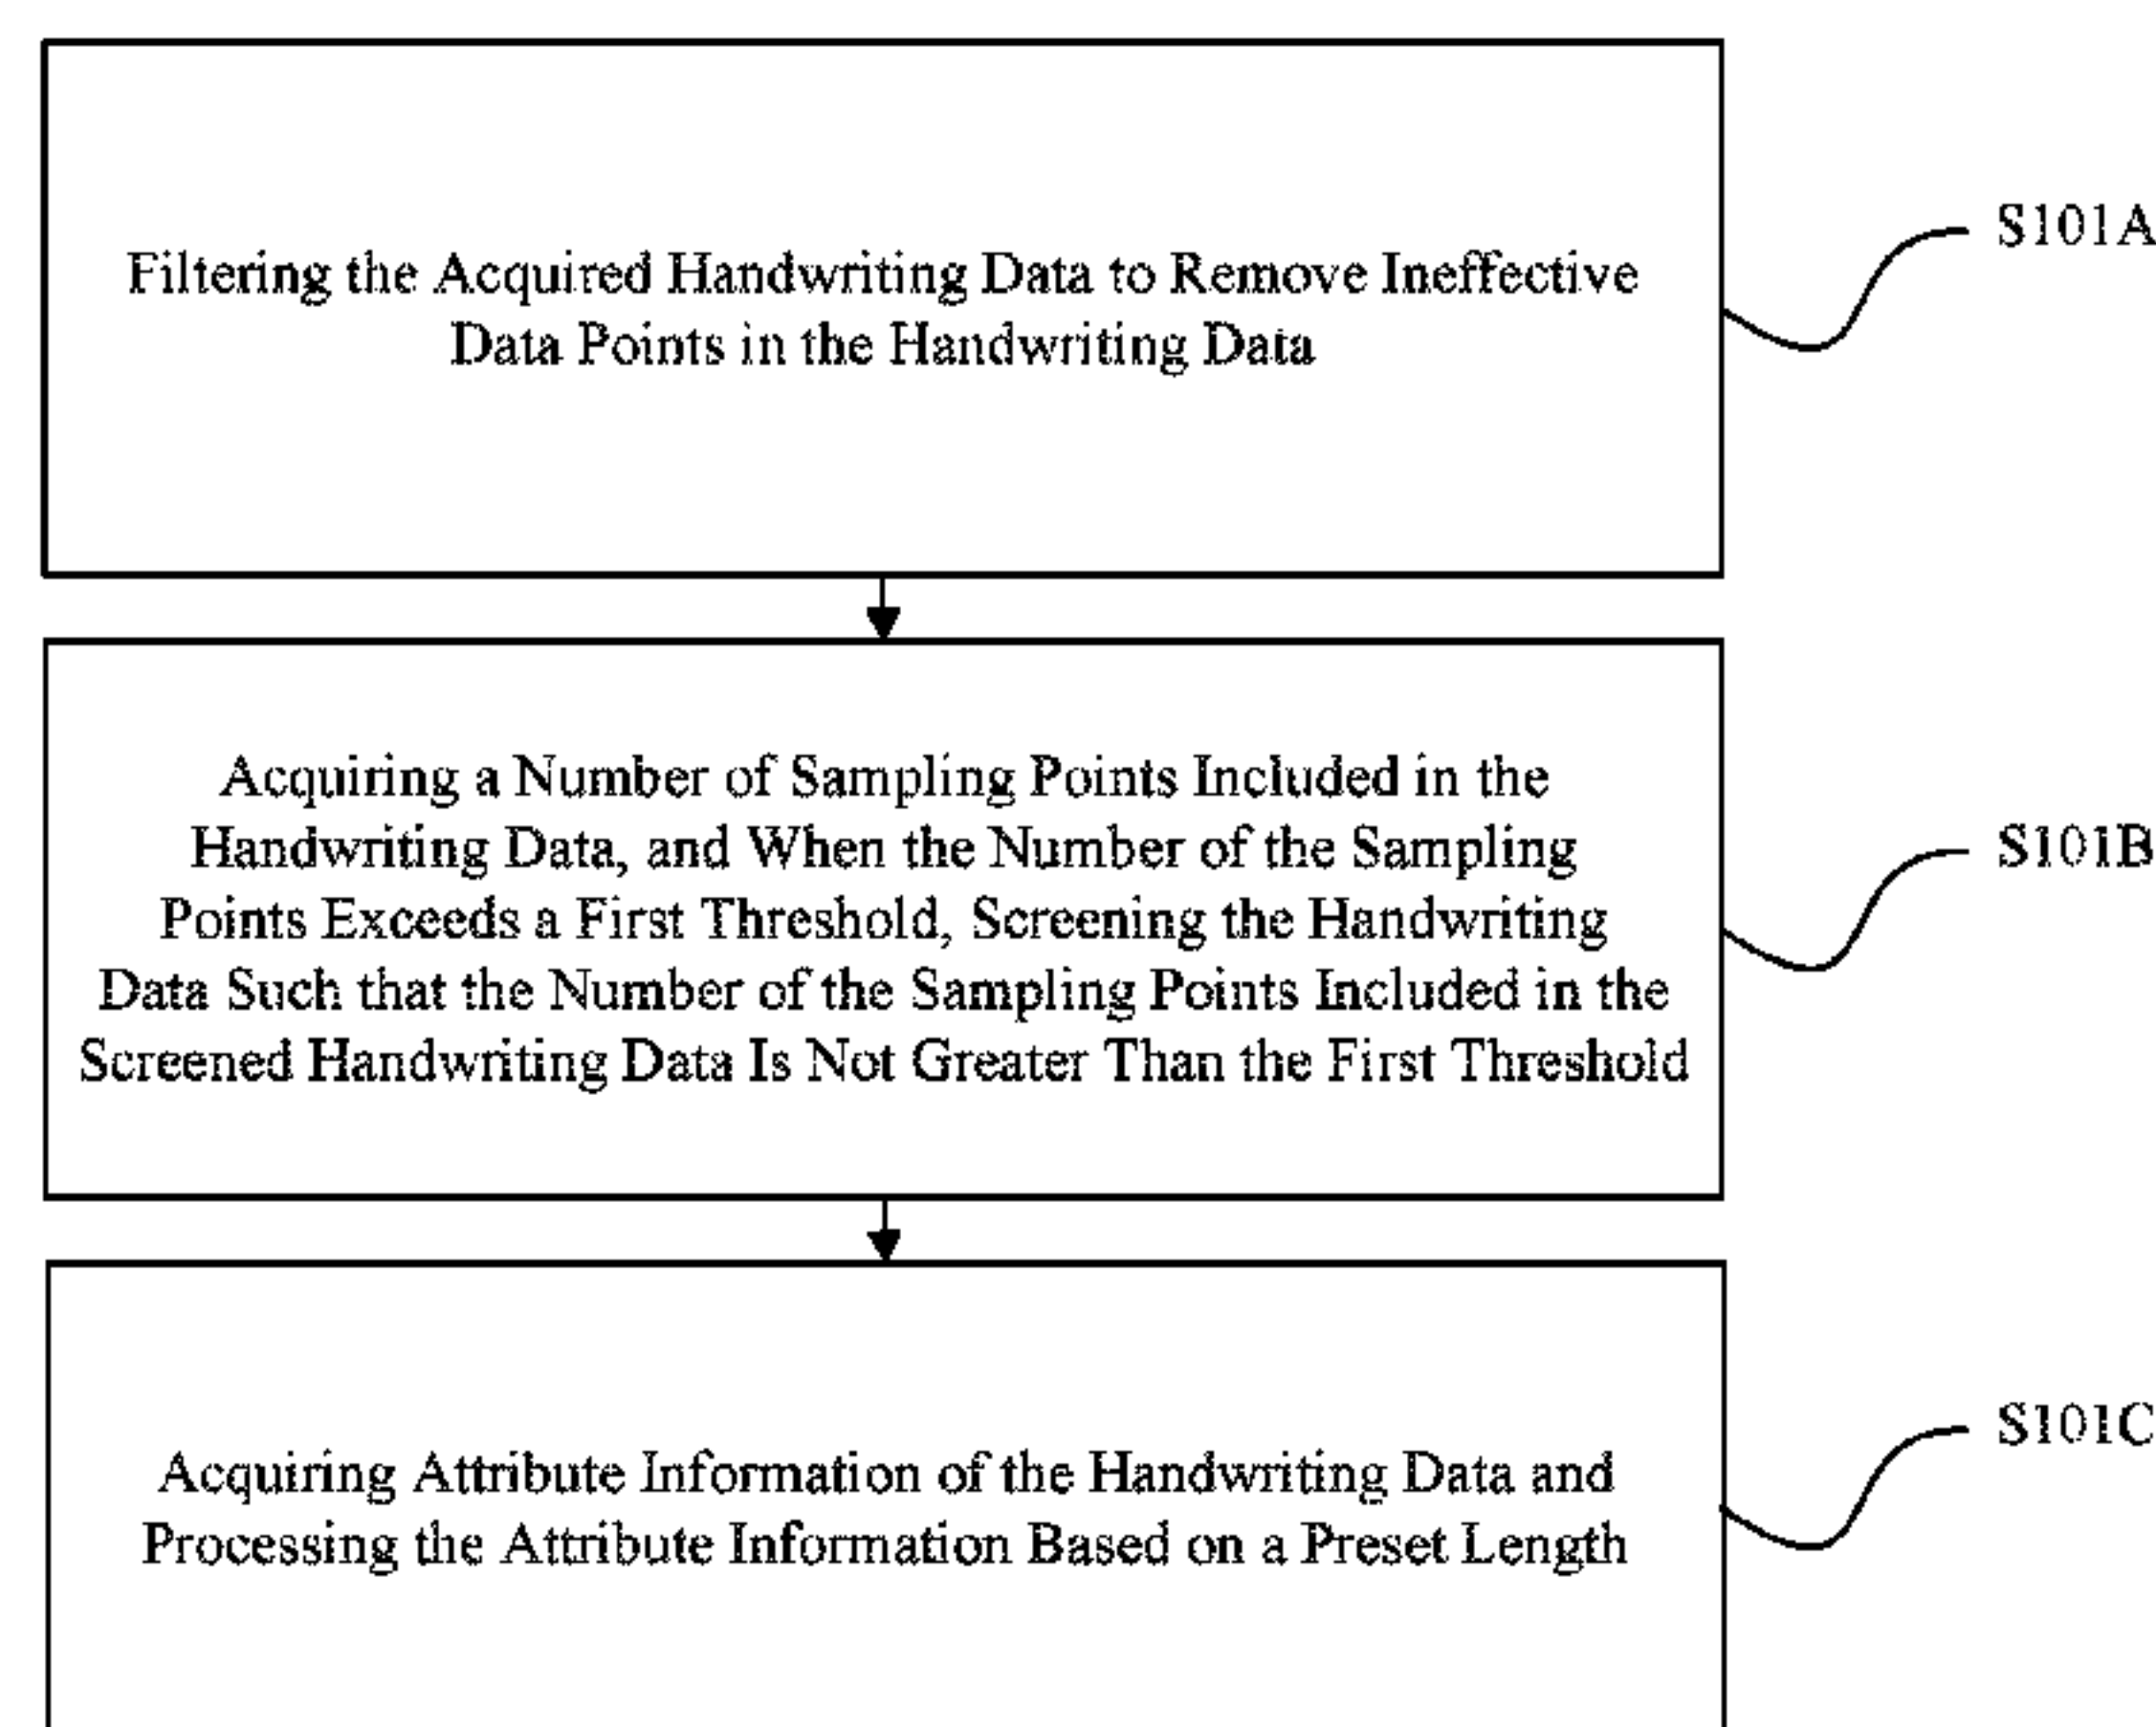 S101A
Filtering the Acquired Handwriting Data to Remove Ineffective
Data Points in the Handwriting Data
Acquiring a Number of Sampling Points Included in the
Handwriting Data, and When the Number of the Sampling
S101B
Points Exceeds a First Threshold, Screening the Handwriting
Data Such that the Number of the Sampling Points Included in the
Screened Handwriting Data Is Not Greater Than the First Threshold
S101C
Acquiring Attribute Information of the Handwriting Data and
Processing the Attribute Information Based on a Preset Length